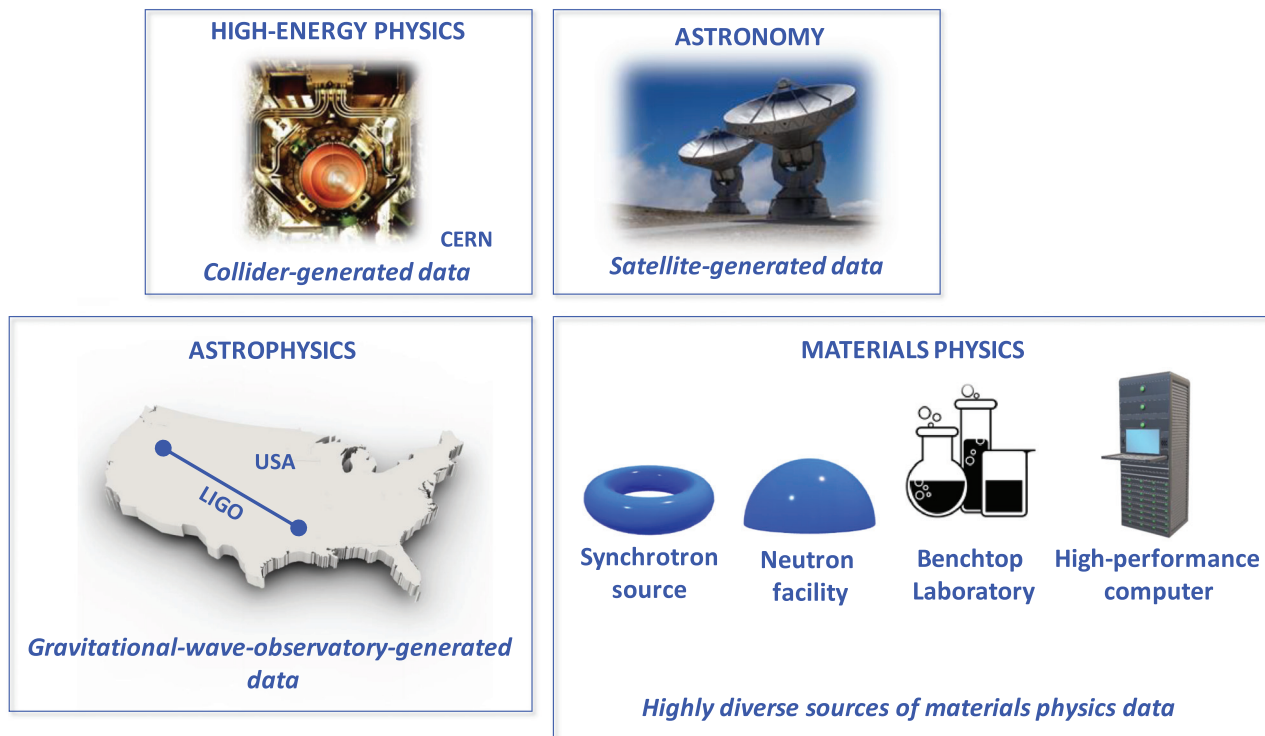 HIGH-ENERGY PHYSICS
CERN
Collider-generated data
ASTRONOMY
Satellite-generated data
ASTROPHYSICS
USA
LIGO
Gravitational-wave-observatory-generated
data
MATERIALS PHYSICS
Synchrotron
source
Neutron
facility
Benchtop
Laboratory
High-performance
computer
Highly diverse sources of materials physics data